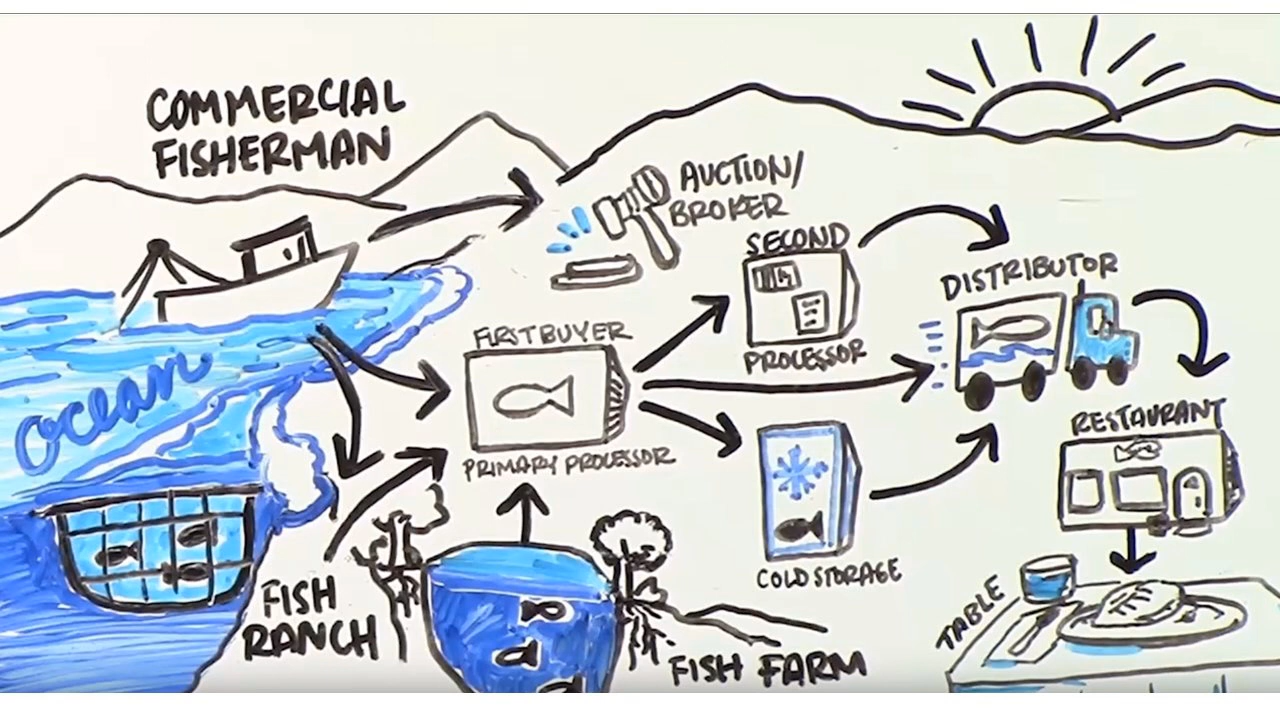 COMMERCIAL
FISHERMAN
AUCTION/
BROKER
SECOND
PROCESSOR
DISTRIBUTOR
FIRST BUYER
PRIMARY PROCESSOR
Ocean
RESTAURANT
COLD STORAGE
FISH
RANCH
TABLE
FISH FARM